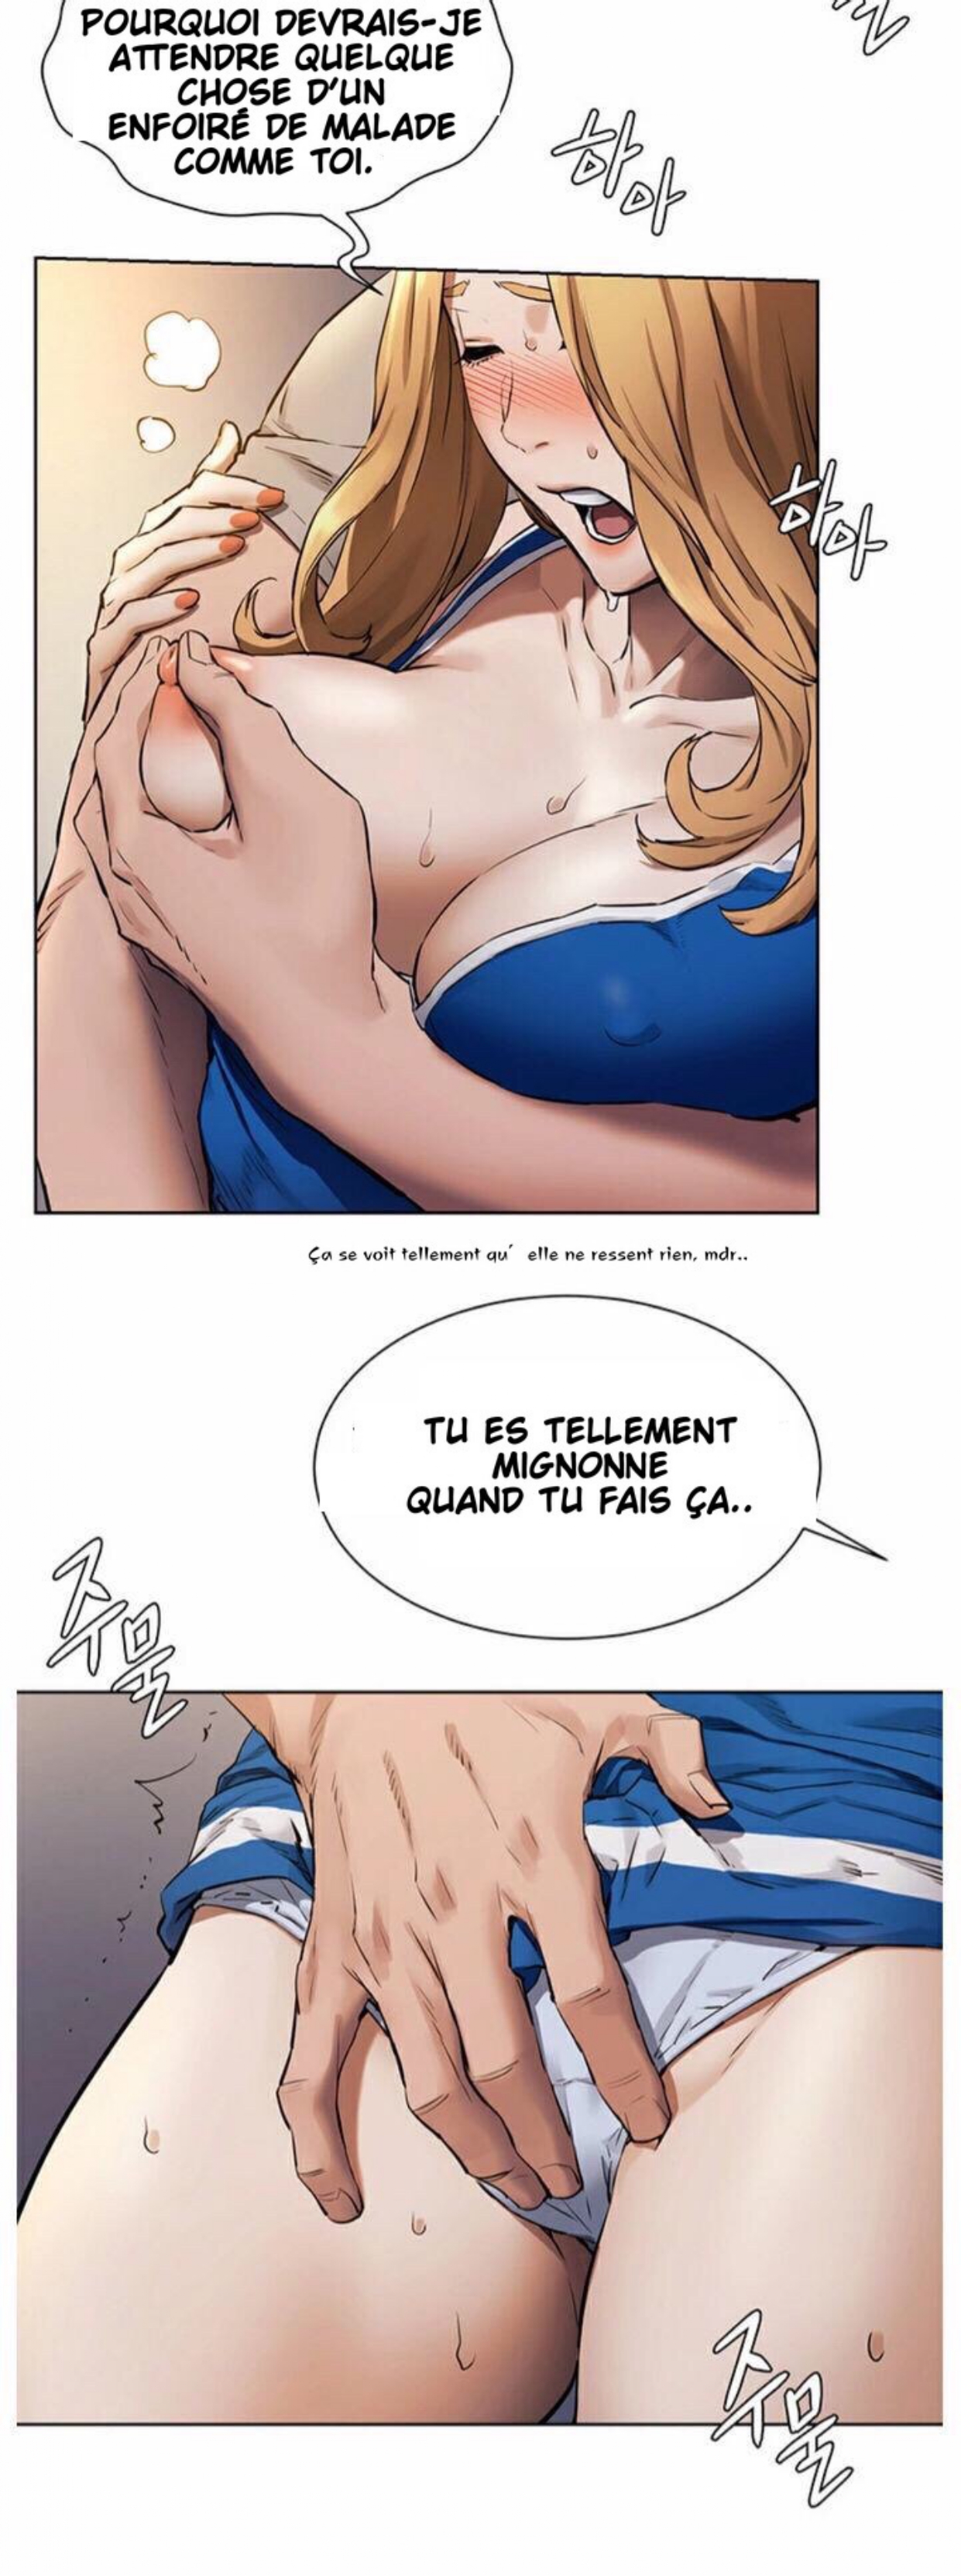 POURQUOI DEVRAIS-JE
ATTENDRE QUELQUE
CHOSE D'UN
ENFOIRÉ DE MALADE
COMME TOI.
하아
하아
Ça se voit tellement qu' elle ne ressent rien, mdr..
TU ES TELLEMENT
MIGNONNE
QUAND TU FAIS ÇA..
주물
주물